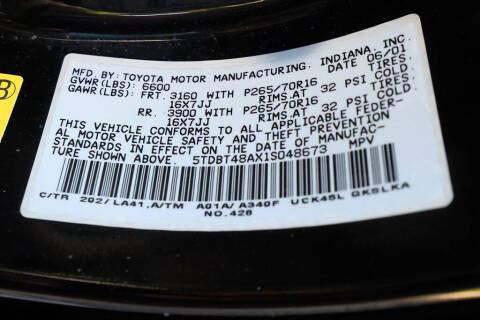 MFD. BY: TOYOTA MOTOR MANUFACTURING, INDIANA, INC.
GVWR(LBS): 6600 DATE 06/01
GAWR(LBS): FRT. 3160 WITH P265/70R16 TIRES.
16X7JJ RIMS.AT 32 PSI COLD.
RR. 3900 WITH P265/70R16 TIRES.
16X7JJ RIMS.AT 32 PSI COLD.
THIS VEHICLE CONFORMS TO ALL APPLICABLE FEDER-
AL MOTOR VEHICLE SAFETY AND THEFT PREVENTION
STANDARDS IN EFFECT ON THE DATE OF MANUFAC-
TURE SHOWN ABOVE. 5TDBT48AX1S048673 MPV
C/TR 202/LA41,A/TM A01A/A340F UCK45L GKSLKA
NO.428
B